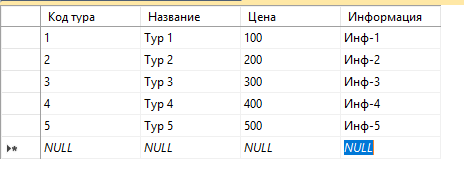 Код тура Название Цена Информация
1 Тур 1 100 Инф-1
2 Тур 2 200 Инф-2
3 Тур 3 300 Инф-3
4 Тур 4 400 Инф-4
5 Тур 5 500 Инф-5
NULL NULL NULL NULL